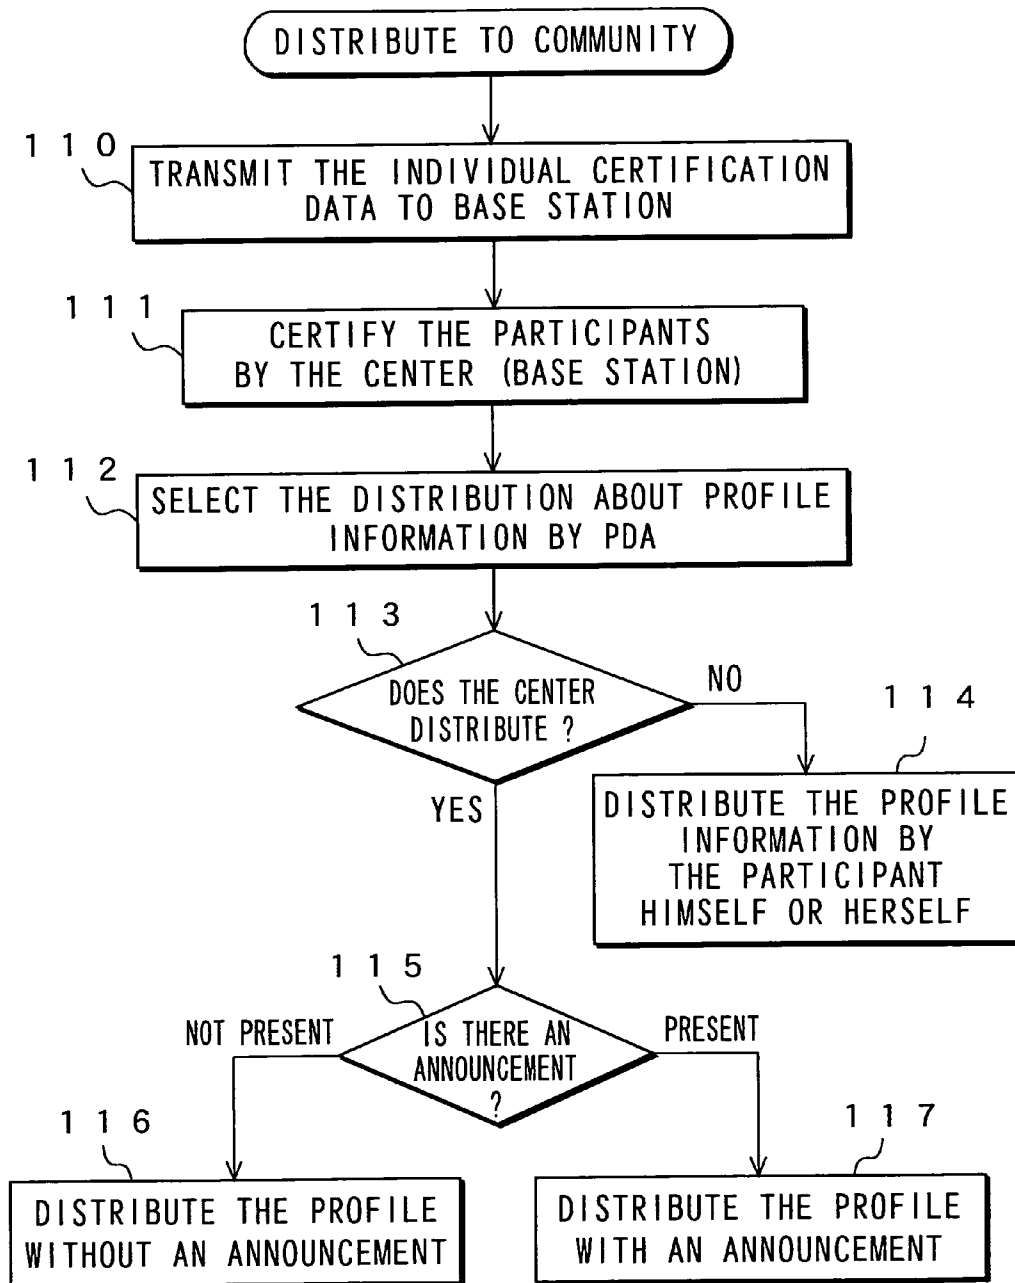 DISTRIBUTE TO COMMUNITY
110
TRANSMIT THE INDIVIDUAL CERTIFICATION
DATA TO BASE STATION
111
CERTIFY THE PARTICIPANTS
BY THE CENTER (BASE STATION)
112
SELECT THE DISTRIBUTION ABOUT PROFILE
INFORMATION BY PDA
113
DOES THE CENTER
DISTRIBUTE ?
NO
114
YES
DISTRIBUTE THE PROFILE
INFORMATION BY
THE PARTICIPANT
HIMSELF OR HERSELF
115
NOT PRESENT
IS THERE AN
ANNOUNCEMENT
?
PRESENT
116
DISTRIBUTE THE PROFILE
WITHOUT AN ANNOUNCEMENT
117
DISTRIBUTE THE PROFILE
WITH AN ANNOUNCEMENT